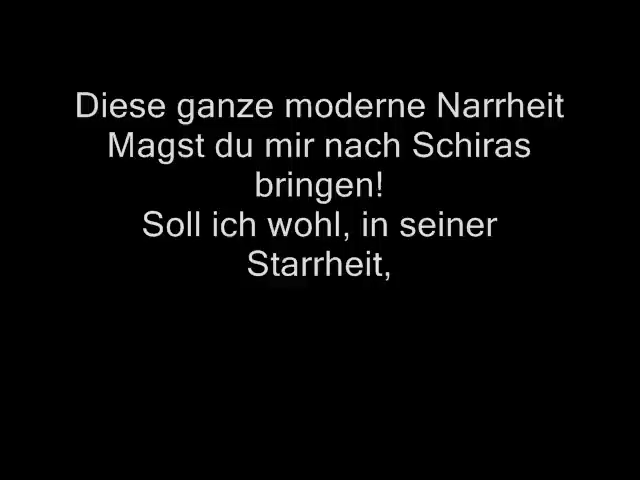 Diese ganze moderne Narrheit
Magst du mir nach Schiras
bringen!
Soll ich wohl, in seiner
Starrheit,